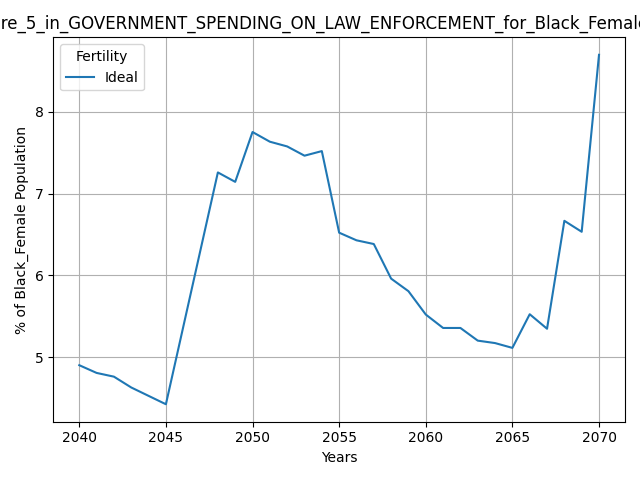 re_5_in_GOVERNMENT_SPENDING_ON_LAW_ENFORCEMENT_for_Black_Female
Fertility
Ideal
% of Black_Female Population
8
7
6
5
2040 2045 2050 2055 2060 2065 2070
Years